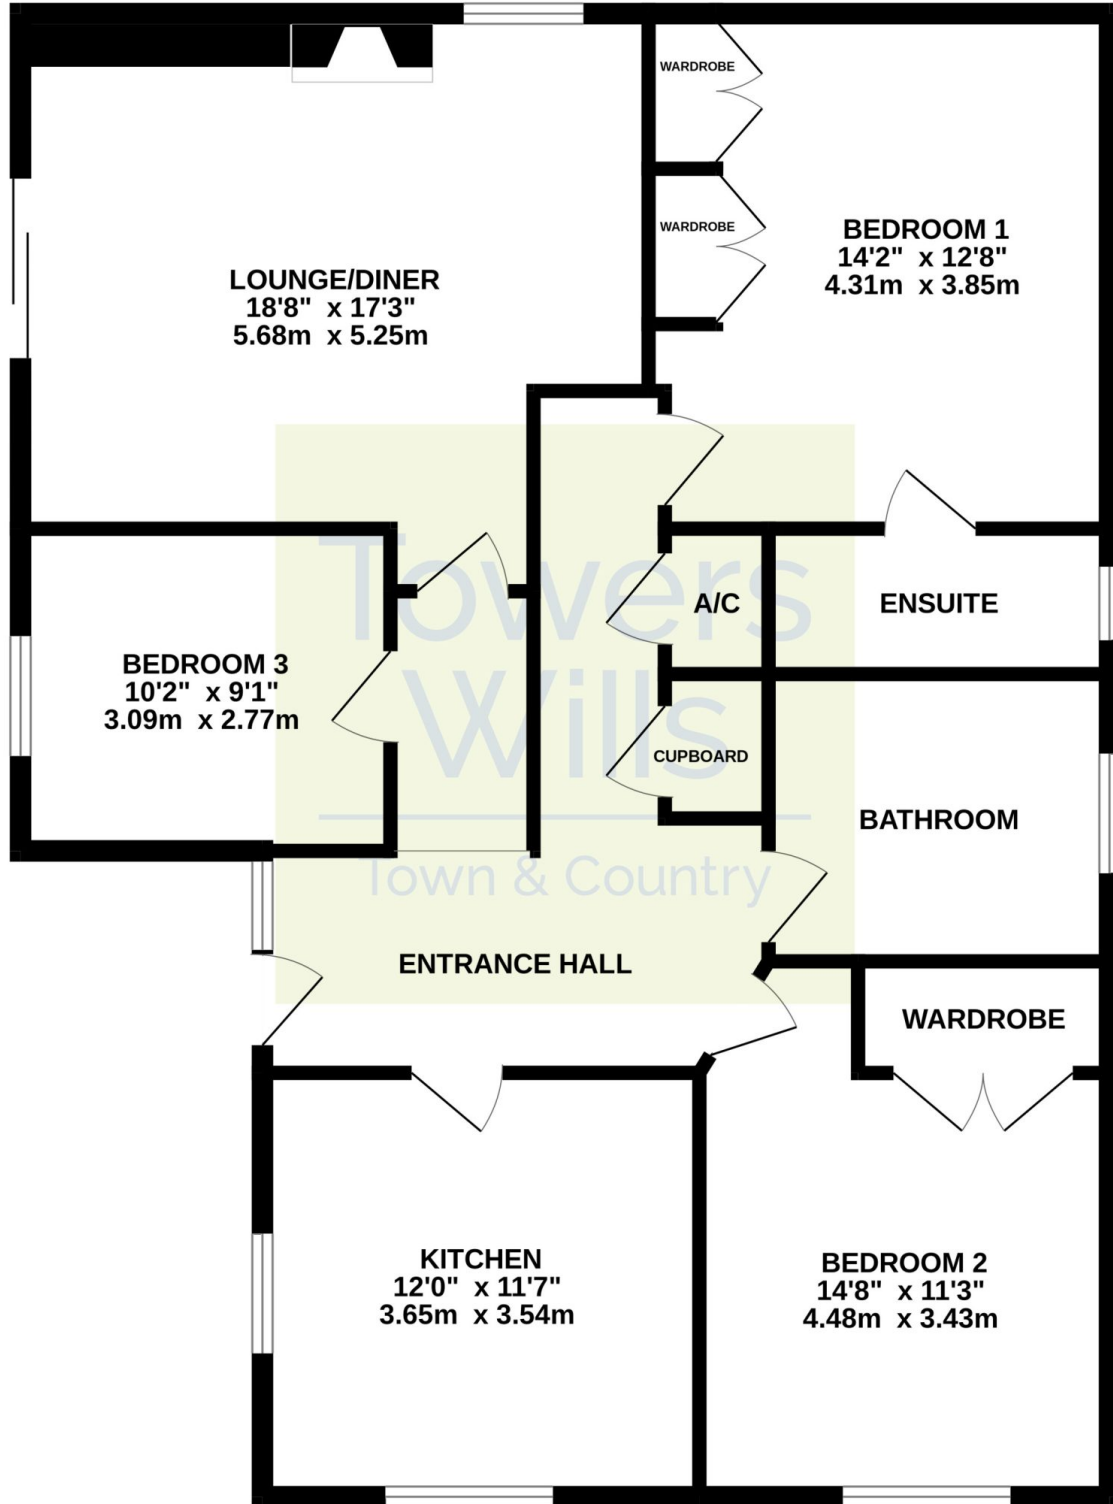 WARDROBE
WARDROBE
BEDROOM 1
14'2" x 12'8"
4.31m x 3.85m
LOUNGE/DINER
18'8" x 17'3"
5.68m x 5.25m
A/C
ENSUITE
BEDROOM 3
10'2" x 9'1"
3.09m x 2.77m
Towers
Wills
Town & Country
CUPBOARD
BATHROOM
ENTRANCE HALL
WARDROBE
KITCHEN
12'0" x 11'7"
3.65m x 3.54m
BEDROOM 2
14'8" x 11'3"
4.48m x 3.43m